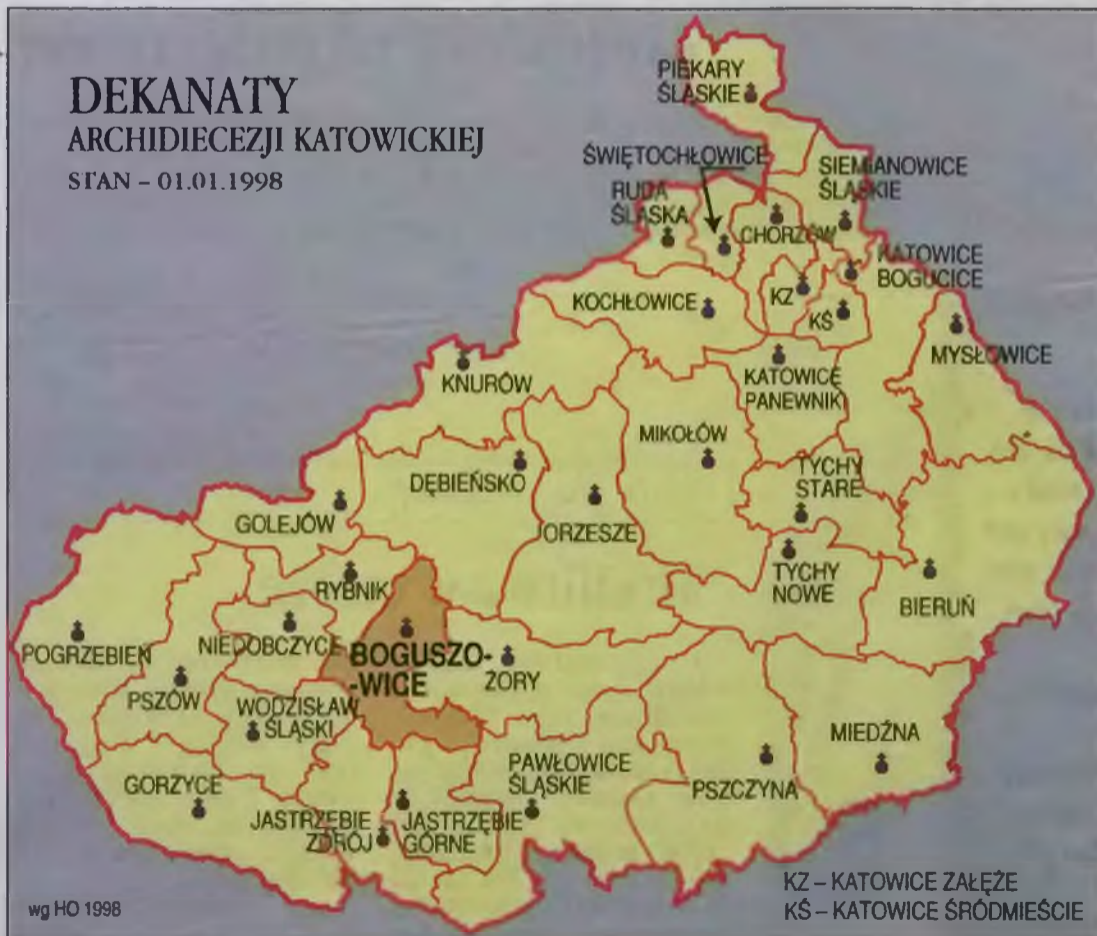 DEKANATY
ARCHIDIECEZJI KATOWICKIEJ
STAN – 01.01.1998
PIEKARY
ŚLĄSKIE
ŚWIĘTOCHŁOWICE
SIEMIANOWICE
ŚLĄSKIE
RUDA
ŚLĄSKA
CHORZÓW
KATOWICE
BOGUCICE
KZ
KŚ
KOCHŁOWICE
MYSŁOWICE
KNURÓW
KATOWICE
PANEWNIKI
MIKOŁÓW
DĘBIEŃSKO
TYCHY
STARE
GOLEJÓW
ORZESZE
RYBNIK
TYCHY
NOWE
BIERUŃ
POGRZEBIEŃ
NIEDOBCZYCE
BOGUSZO-
-WICE
ŻORY
PSZÓW
WODZISŁAW
ŚLĄSKI
MIEDŹNA
PAWŁOWICE
ŚLĄSKIE
PSZCZYNA
GORZYCE
JASTRZĘBIE
ZDRÓJ
JASTRZĘBIE
GÓRNE
KZ – KATOWICE ZAŁĘŻE
KŚ – KATOWICE ŚRÓDMIEŚCIE
wg HO 1998